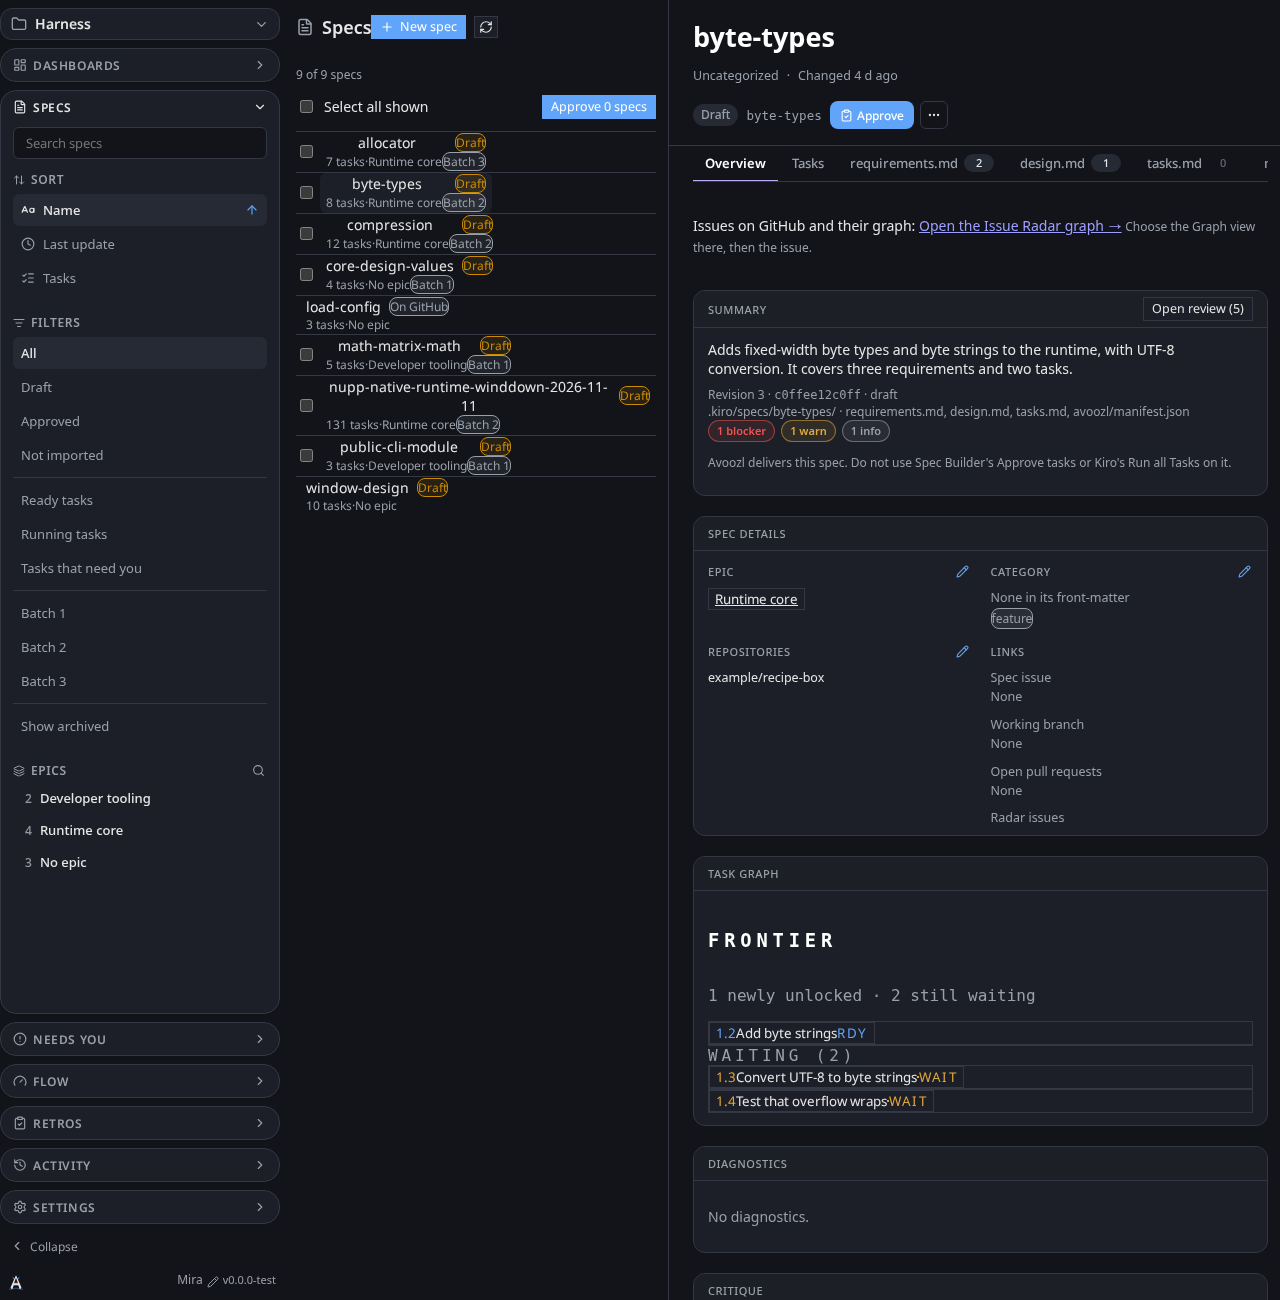 Harness
DASHBOARDS
SPECS
Search specs
SORT
Aa Name
Last update
Tasks
FILTERS
All
Draft
Approved
Not imported
Ready tasks
Running tasks
Tasks that need you
Batch 1
Batch 2
Batch 3
Show archived
EPICS
2 Developer tooling
4 Runtime core
3 No epic
NEEDS YOU
FLOW
RETROS
ACTIVITY
SETTINGS
Collapse
A Mira v0.0.0-test
Specs + New spec
9 of 9 specs
Select all shown Approve 0 specs
allocator Draft
7 tasks·Runtime core Batch 3
byte-types Draft
8 tasks·Runtime core Batch 2
compression Draft
12 tasks·Runtime core Batch 2
core-design-values Draft
4 tasks·No epic Batch 1
load-config On GitHub
3 tasks·No epic
math-matrix-math Draft
5 tasks·Developer tooling Batch 1
nupp-native-runtime-winddown-2026-11-
11 Draft
131 tasks·Runtime core Batch 2
public-cli-module Draft
3 tasks·Developer tooling Batch 1
window-design Draft
10 tasks·No epic
byte-types
Uncategorized · Changed 4 d ago
Draft byte-types Approve ···
Overview Tasks requirements.md 2 design.md 1 tasks.md 0
Issues on GitHub and their graph: Open the Issue Radar graph → Choose the Graph view
there, then the issue.
SUMMARY Open review (5)
Adds fixed-width byte types and byte strings to the runtime, with UTF-8
conversion. It covers three requirements and two tasks.
Revision 3 · c0ffee12c0ff · draft
.kiro/specs/byte-types/ · requirements.md, design.md, tasks.md, avoozl/manifest.json
1 blocker 1 warn 1 info
Avoozl delivers this spec. Do not use Spec Builder's Approve tasks or Kiro's Run all Tasks on it.
SPEC DETAILS
EPIC
Runtime core
CATEGORY
None in its front-matter
feature
REPOSITORIES
example/recipe-box
LINKS
Spec issue
None
Working branch
None
Open pull requests
None
Radar issues
TASK GRAPH
FRONTIER
1 newly unlocked · 2 still waiting
1.2 Add byte strings RDY
WAITING (2)
1.3 Convert UTF-8 to byte strings· WAIT
1.4 Test that overflow wraps· WAIT
DIAGNOSTICS
No diagnostics.
CRITIQUE